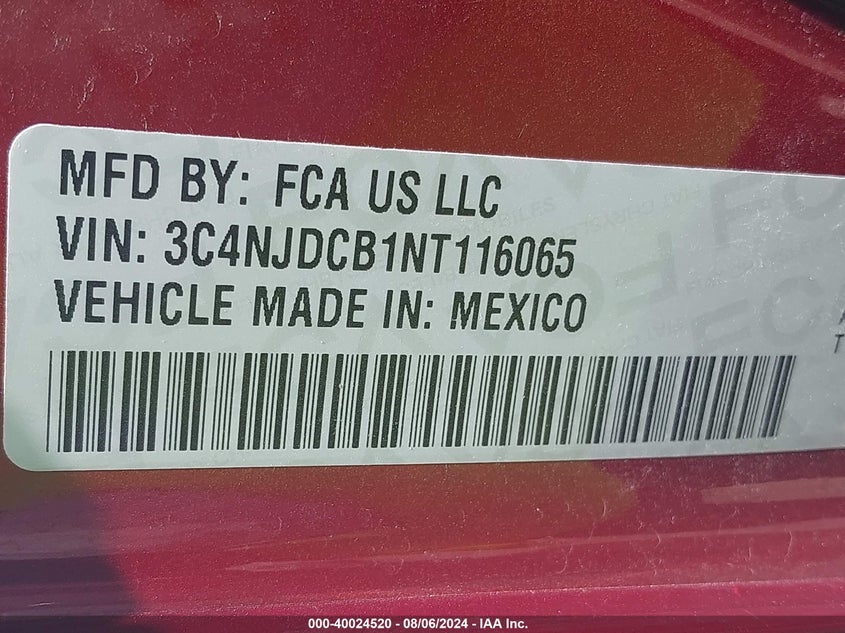 MFD BY: FCA US LLC
VIN: 3C4NJDCB1NT116065
VEHICLE MADE IN: MEXICO
T
000-40024520 - 08/06/2024 - IAA Inc.